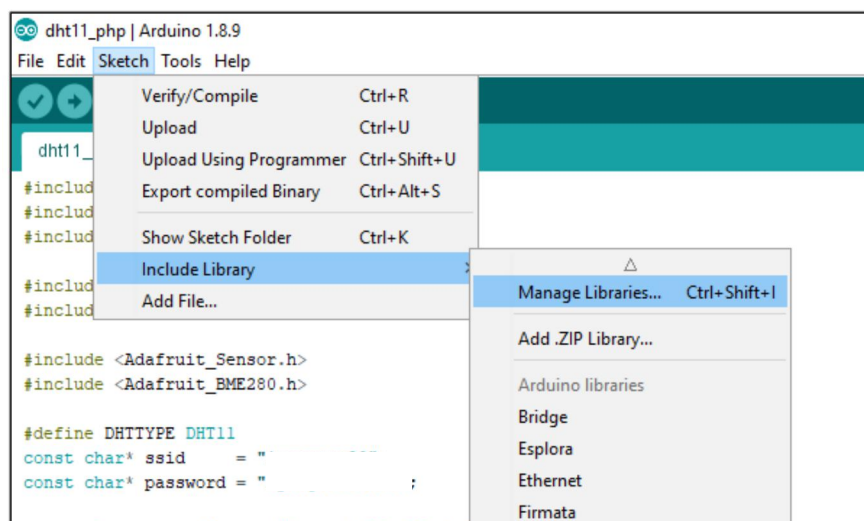 dht11_php | Arduino 1.8.9
File Edit Sketch Tools Help
Verify/Compile Ctrl+R
Upload Ctrl+U
dht11_
Upload Using Programmer Ctrl+Shift+U
#includ
Export compiled Binary Ctrl+Alt+S
#includ
#includ
Show Sketch Folder Ctrl+K
Include Library
#includ
Manage Libraries... Ctrl+Shift+I
Add File...
#includ
Add .ZIP Library...
#include <Adafruit_Sensor.h>
#include <Adafruit_BME280.h>
Arduino libraries
Bridge
#define DHTTYPE DHT11
Esplora
const char* ssid = "
const char* password = " ;
Ethernet
Firmata